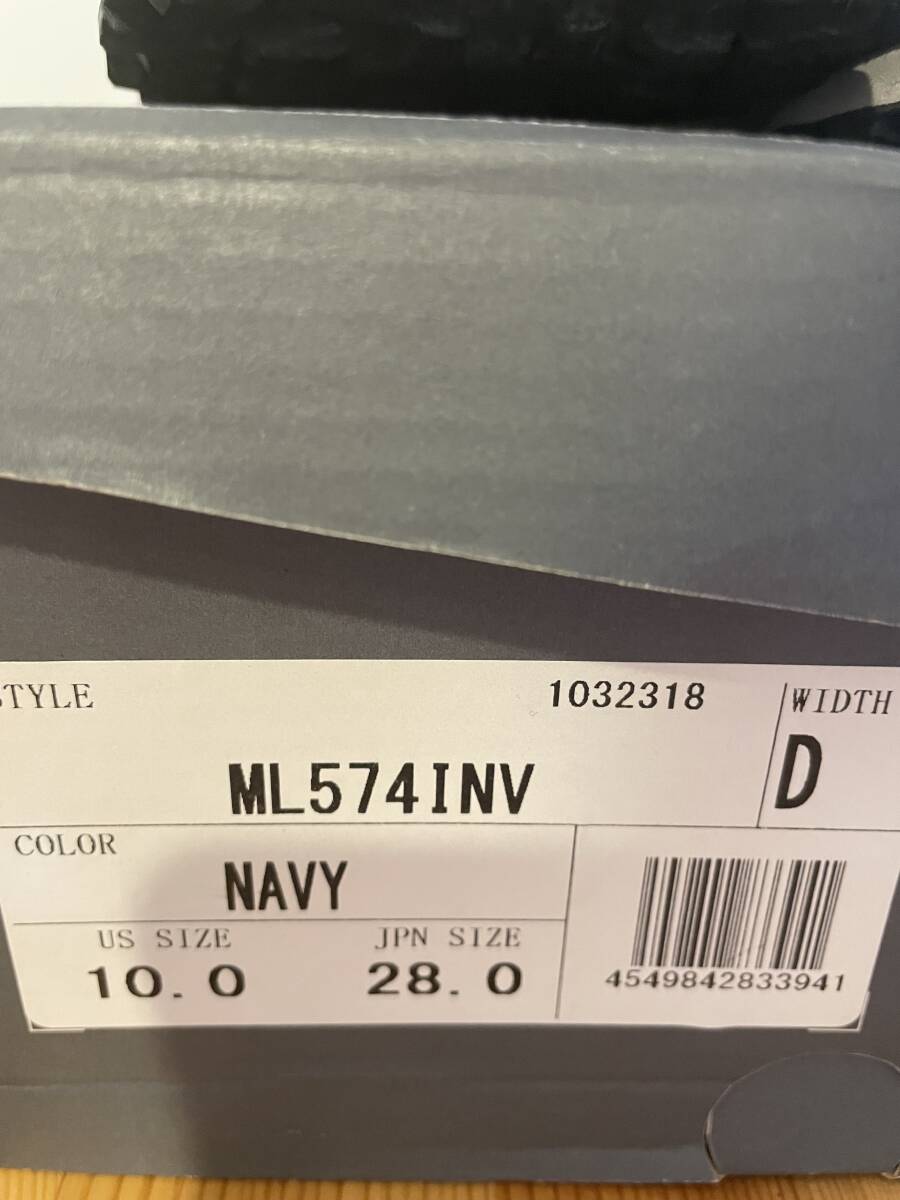 STYLE 1032318 WIDTH
ML574INV D
COLOR
NAVY
US SIZE JPN SIZE
10.0 28.0
4549842833941